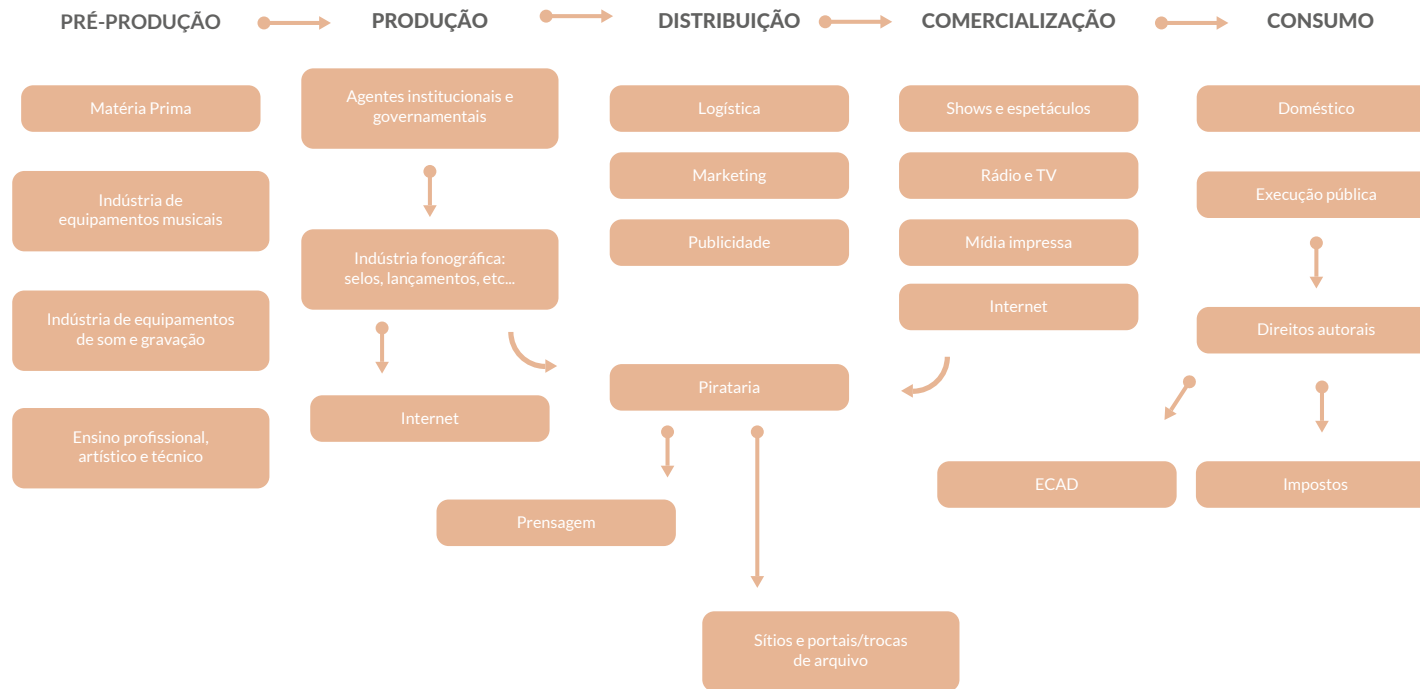 PRÉ-PRODUÇÃO
PRODUÇÃO
DISTRIBUIÇÃO
COMERCIALIZAÇÃO
CONSUMO
Matéria Prima
Indústria de
equipamentos musicais
Indústria de equipamentos
de som e gravação
Ensino profissional,
artístico e técnico
Agentes institucionais e
governamentais
Indústria fonográfica:
selos, lançamentos, etc...
Internet
Logística
Marketing
Publicidade
Pirataria
Prensagem
Sítios e portais/trocas
de arquivo
Shows e espetáculos
Rádio e TV
Mídia impressa
Internet
Doméstico
Execução pública
Direitos autorais
ECAD
Impostos